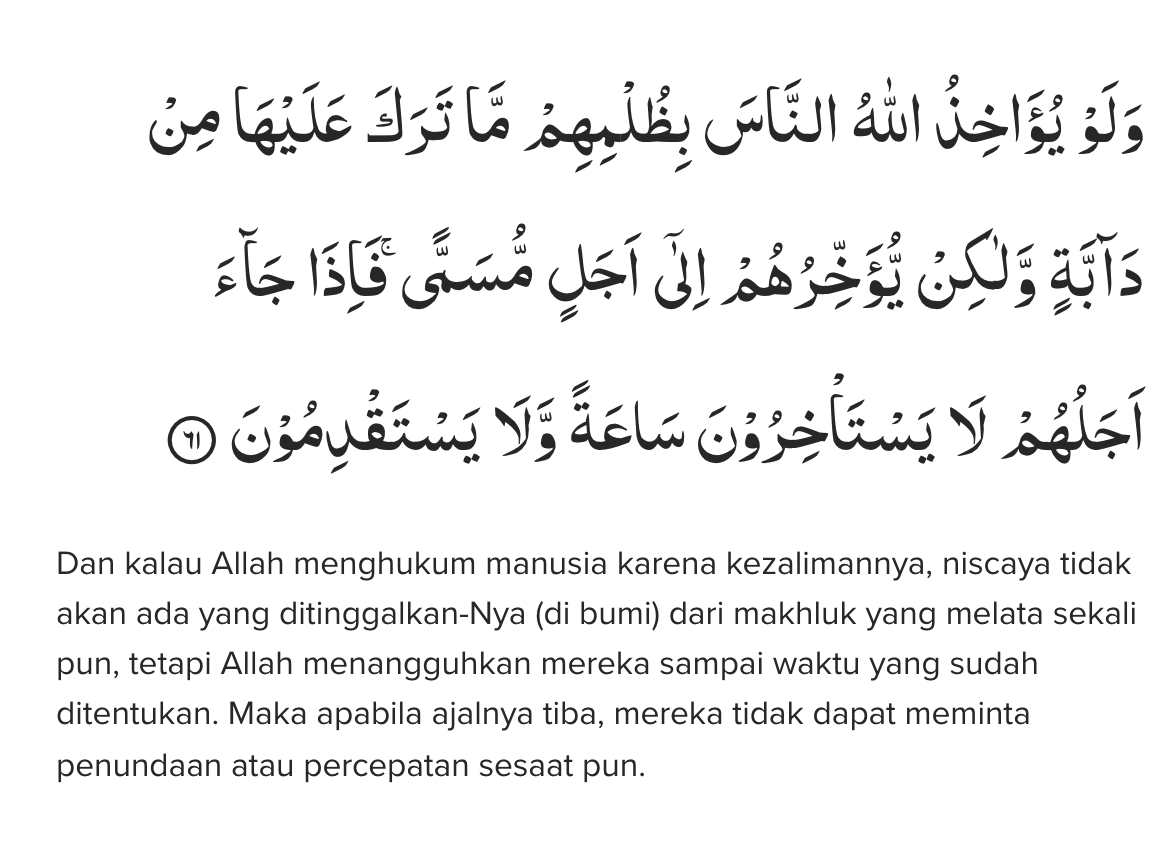 وَلَوْ يُؤَاخِذُ اللّٰهُ النَّاسَ بِظُلْمِهِمْ مَّا تَرَكَ عَلَيْهَا مِنْ
دَاۤبَّةٍ وَّلٰكِنْ يُّؤَخِّرُهُمْ اِلٰٓى اَجَلٍ مُّسَمًّىۚ فَاِذَا جَاۤءَ
اَجَلُهُمْ لَا يَسْتَأْخِرُوْنَ سَاعَةً وَّلَا يَسْتَقْدِمُوْنَ ٦١
Dan kalau Allah menghukum manusia karena kezalimannya, niscaya tidak
akan ada yang ditinggalkan-Nya (di bumi) dari makhluk yang melata sekali
pun, tetapi Allah menangguhkan mereka sampai waktu yang sudah
ditentukan. Maka apabila ajalnya tiba, mereka tidak dapat meminta
penundaan atau percepatan sesaat pun.